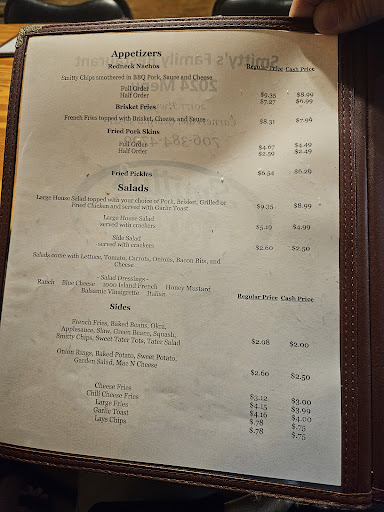 Appetizers
Redneck Nachos Regular Price Cash Price
Smitty Chips smothered in BBQ Pork, Sauce and Cheese
Full Order $9.35 $8.99
Half Order $7.27 $6.99
Brisket Fries
French Fries topped with Brisket, Cheese, and Sauce $8.31 $7.99
Fried Pork Skins
Full Order $4.67 $4.49
Half Order $2.59 $2.49
Fried Pickles $6.54 $6.29
Salads
Large House Salad topped with your choice of Pork, Brisket, Grilled or
Fried Chicken and served with Garlic Toast $9.35 $8.99
Large House Salad
served with crackers $5.19 $4.99
Side Salad
served with crackers $2.60 $2.50
Salads come with Lettuce, Tomato, Carrots, Onions, Bacon Bits, and
Cheese
- Salad Dressings -
Ranch Blue Cheese 1000 Island French Honey Mustard
Balsamic Vinaigrette Italian
Regular Price Cash Price
Sides
French Fries, Baked Beans, Okra,
Applesauce, Slaw, Green Beans, Squash,
Smitty Chips, Sweet Tater Tots, Tater Salad $2.08 $2.00
Onion Rings, Baked Potato, Sweet Potato,
Garden Salad, Mac N Cheese $2.60 $2.50
Cheese Fries $3.12 $3.00
Chili Cheese Fries $4.15 $3.99
Large Fries $4.16 $4.00
Garlic Toast $.78 $.75
Lays Chips $.78 $.75